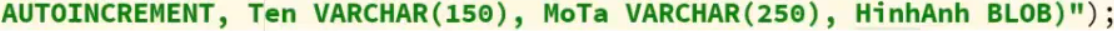 AUTOINCREMENT, Ten VARCHAR(150), MoTa VARCHAR(250), HinhAnh BLOB)");